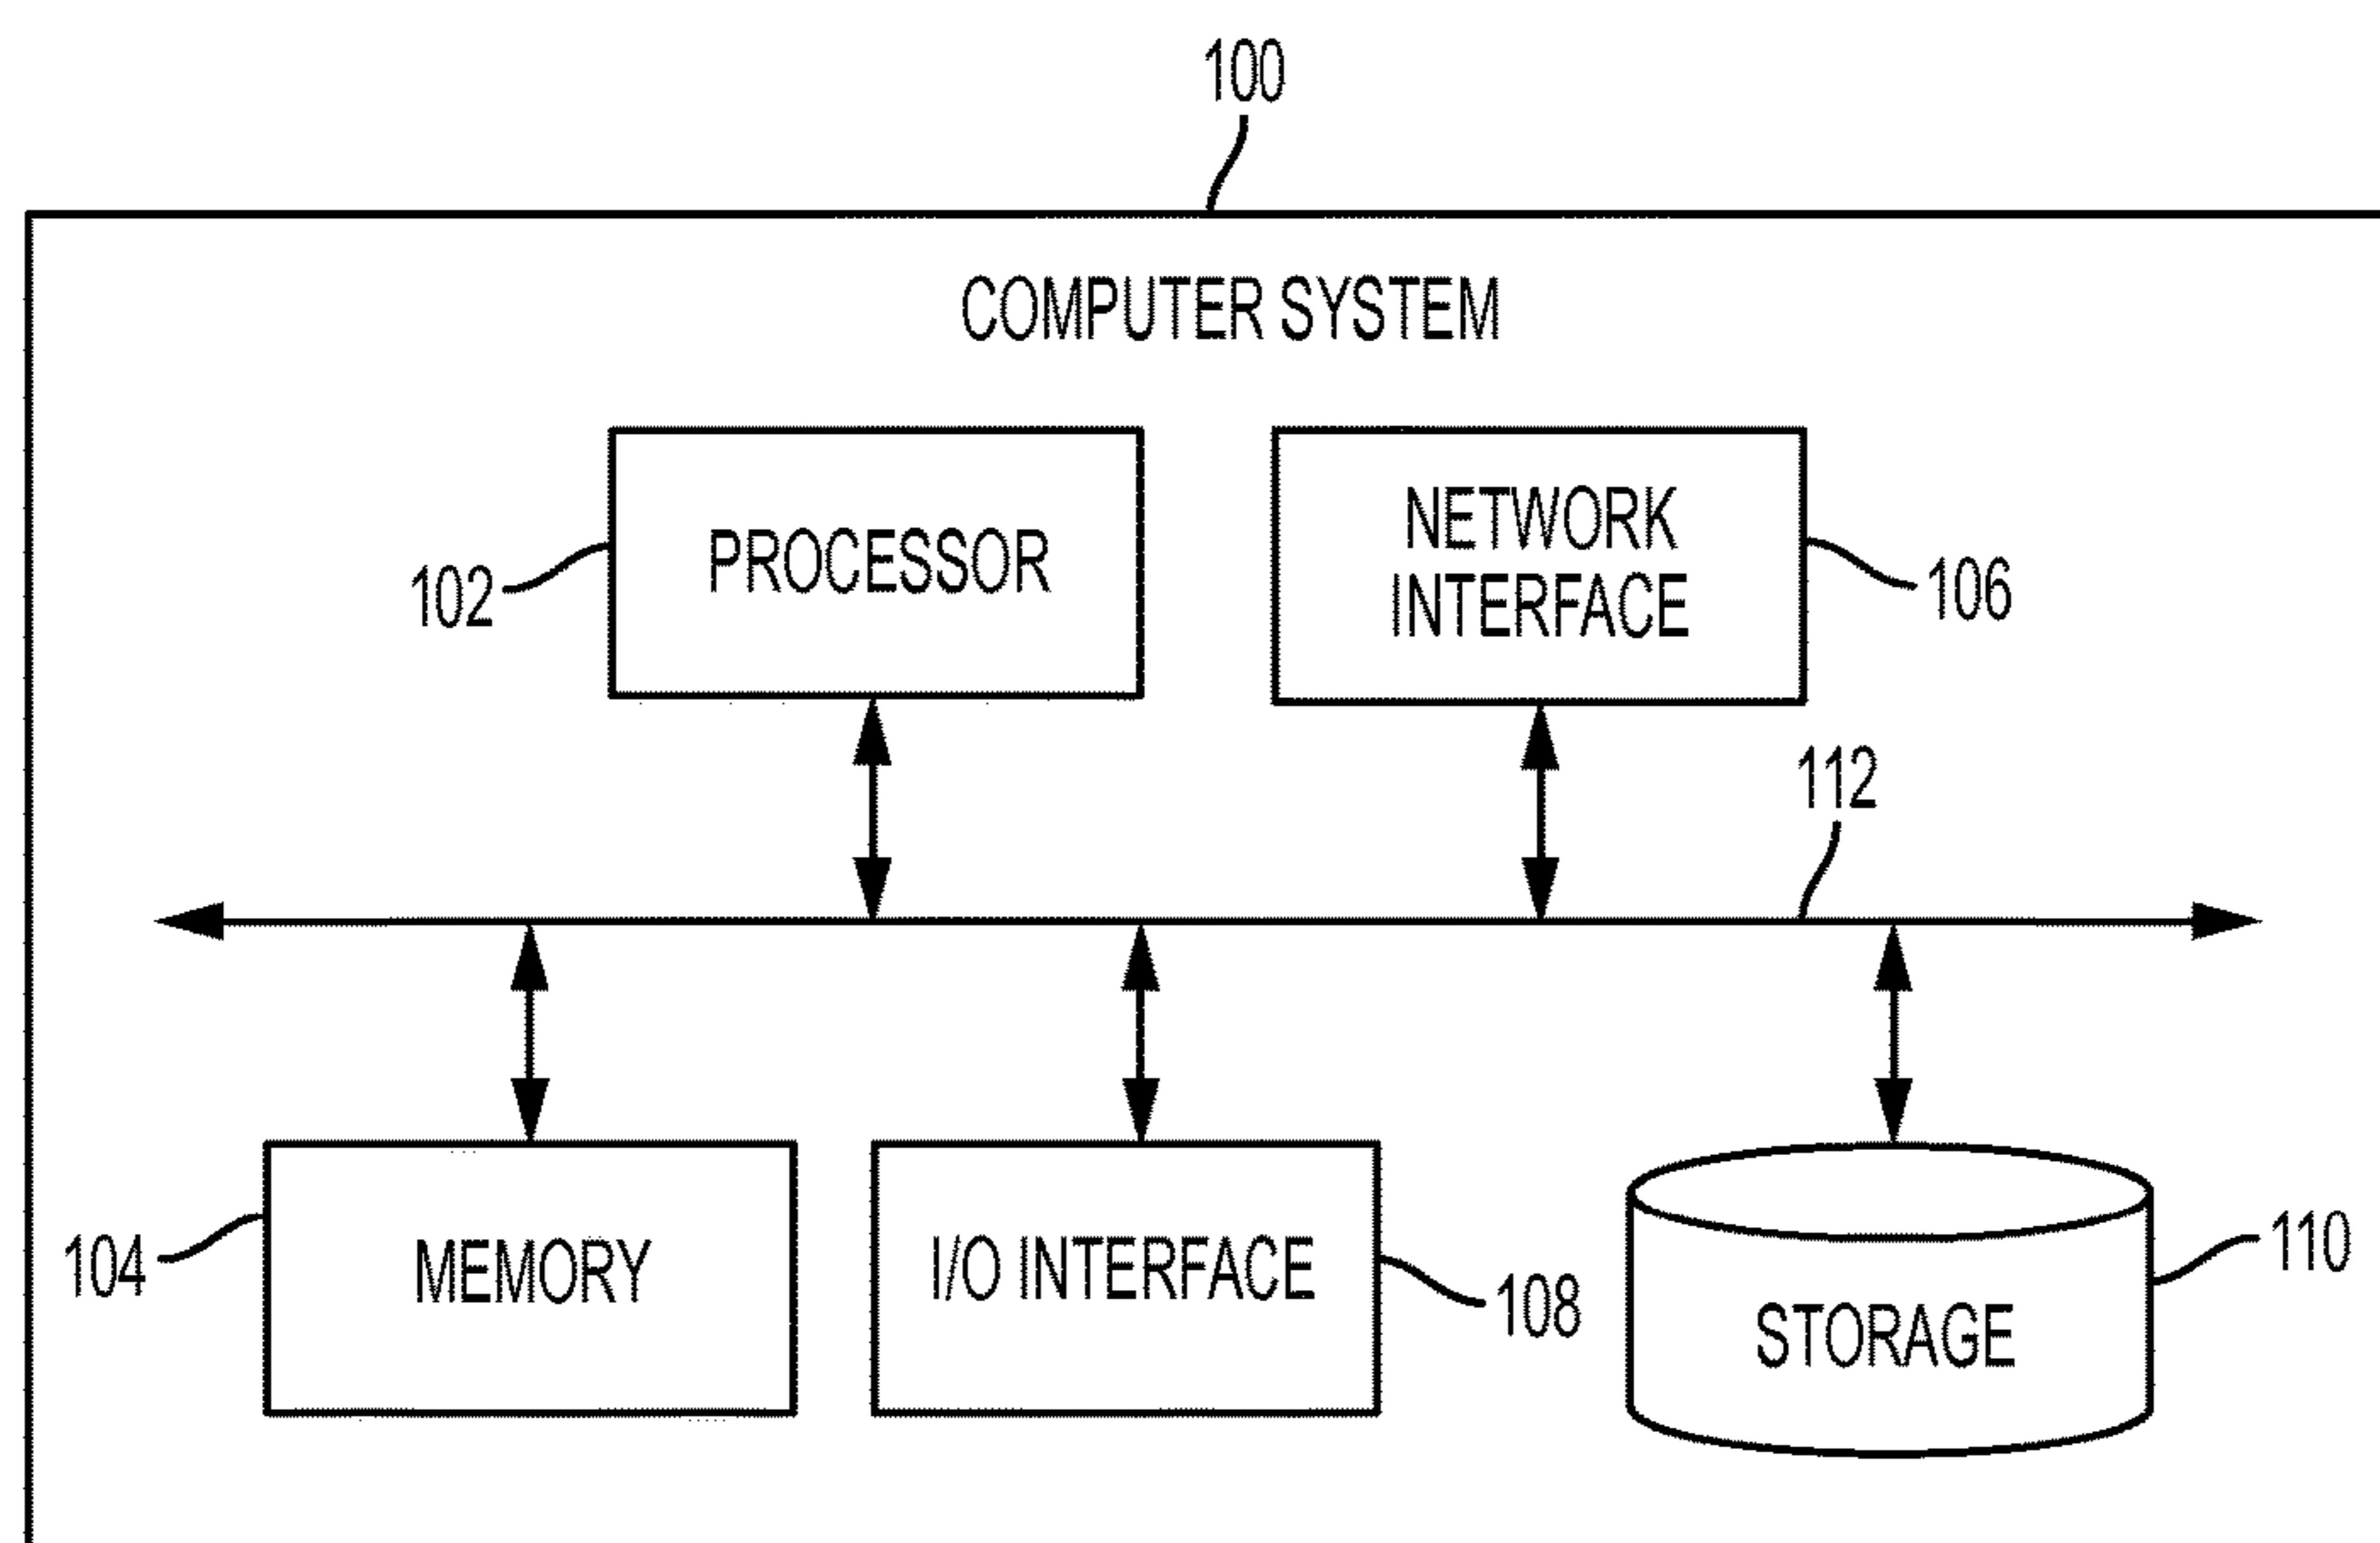 100
COMPUTER SYSTEM
PROCESSOR
NETWORK
INTERFACE
102
106
112
104
MEMORY
I/O INTERFACE
108
110
STORAGE